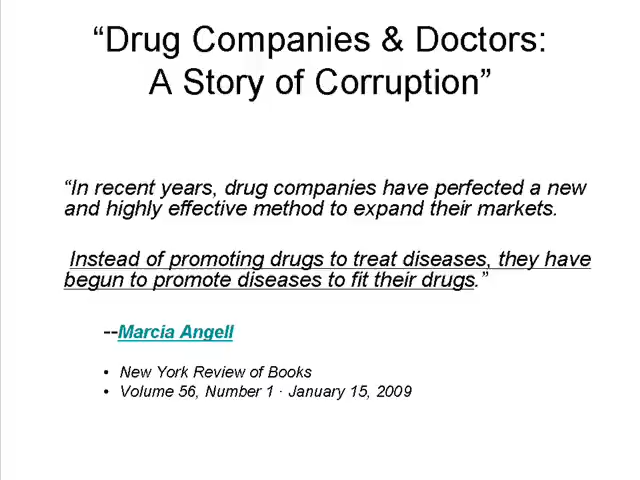 “Drug Companies & Doctors:
A Story of Corruption”
“In recent years, drug companies have perfected a new
and highly effective method to expand their markets.
Instead of promoting drugs to treat diseases, they have
begun to promote diseases to fit their drugs.”
--Marcia Angell
• New York Review of Books
• Volume 56, Number 1 · January 15, 2009